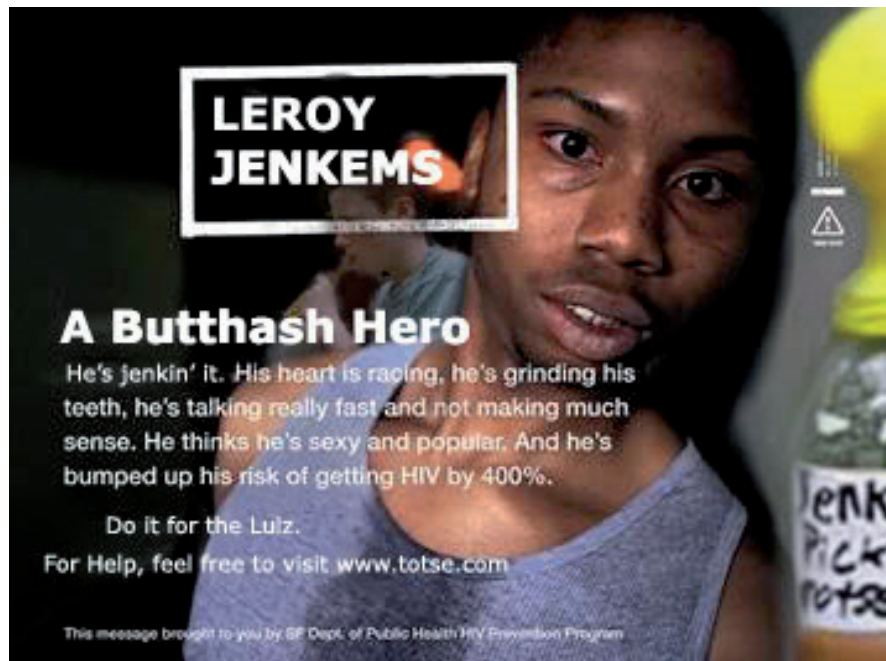 LEROY
JENKEMS
A Butthash Hero
He's jenkin' it. His heart is racing, he's grinding his
teeth, he's talking really fast and not making much
sense. He thinks he's sexy and popular. And he's
bumped up his risk of getting HIV by 400%.
Do it for the Lulz.
For Help, feel free to visit www.totse.com
This message brought to you by SF Dept. of Public Health HIV Prevention Program
Jenk
Pick
totse